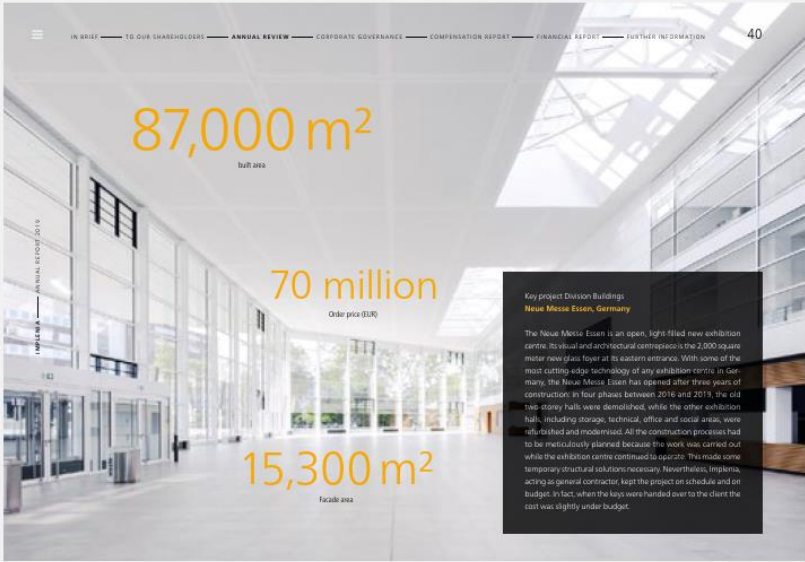 IN BRIEF — TO OUR SHAREHOLDERS — ANNUAL REVIEW — CORPORATE GOVERNANCE — COMPENSATION REPORT — FINANCIAL REPORT — FURTHER INFORMATION
40
87,000 m²
built area
IMPLENIA — ANNUAL REPORT 2019
70 million
Order price (EUR)
15,300 m²
Facade area
Key project Division Buildings
Neue Messe Essen, Germany
The Neue Messe Essen is an open, light-filled new exhibition
centre. Its visual and architectural centrepiece is the 2,000 square
meter new glass foyer at its eastern entrance. With some of the
most cutting-edge technology of any exhibition centre in Ger-
many, the Neue Messe Essen has opened after three years of
construction: In four phases between 2016 and 2019, the old
two-storey halls were demolished, while the other exhibition
halls, including storage, technical, office and social areas, were
refurbished and modernised. All the construction processes had
to be meticulously planned because the work was carried out
while the exhibition centre continued to operate. This made some
temporary structural solutions necessary. Nevertheless, Implenia,
acting as general contractor, kept the project on schedule and on
budget. In fact, when the keys were handed over to the client the
cost was slightly under budget.